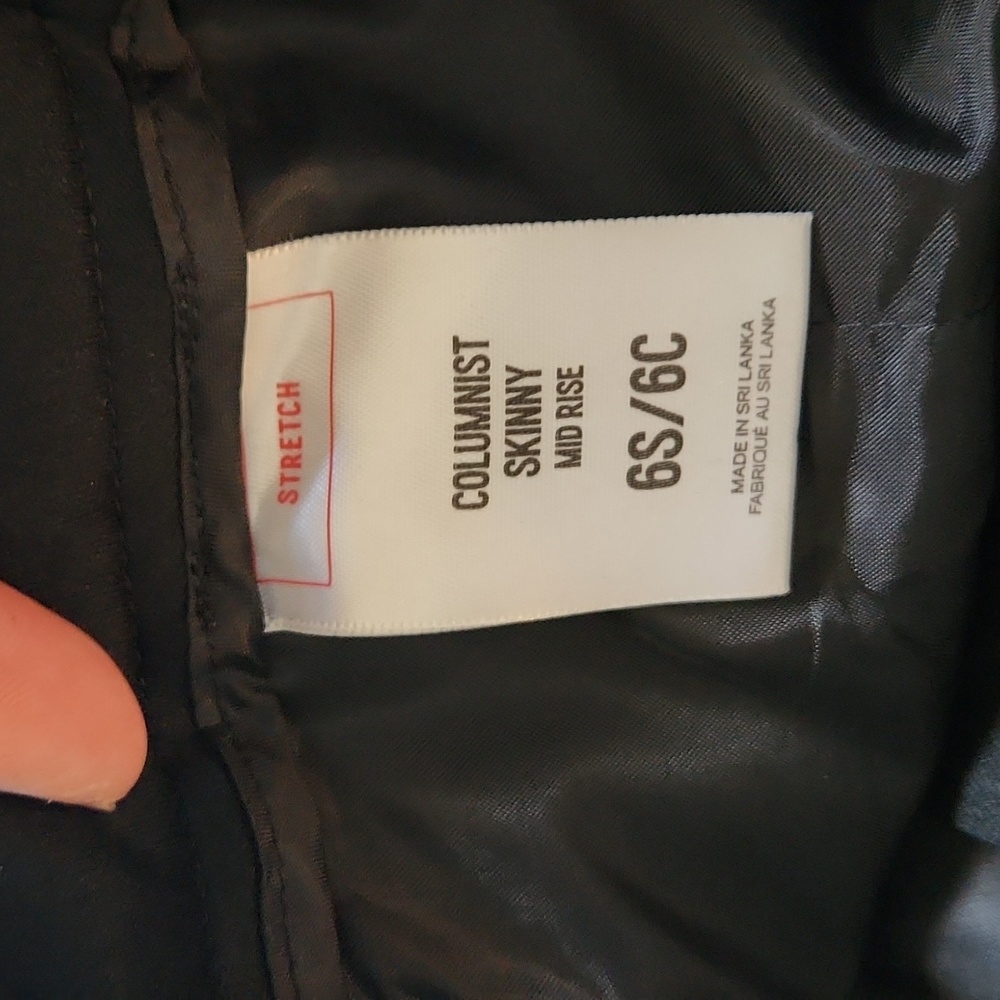 STRETCH
COLUMNIST
SKINNY
MID RISE
6S/6C
MADE IN SRI LANKA
FABRIQUÉ AU SRI LANKA